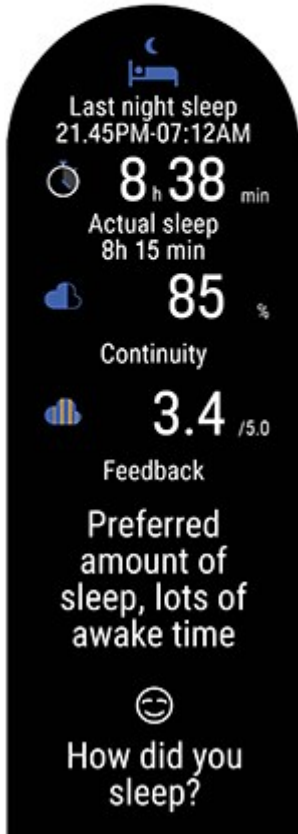 Last night sleep
21.45PM-07:12AM
8 h 38 min
Actual sleep
8h 15 min
85 %
Continuity
3.4 /5.0
Feedback
Preferred
amount of
sleep, lots of
awake time
How did you
sleep?